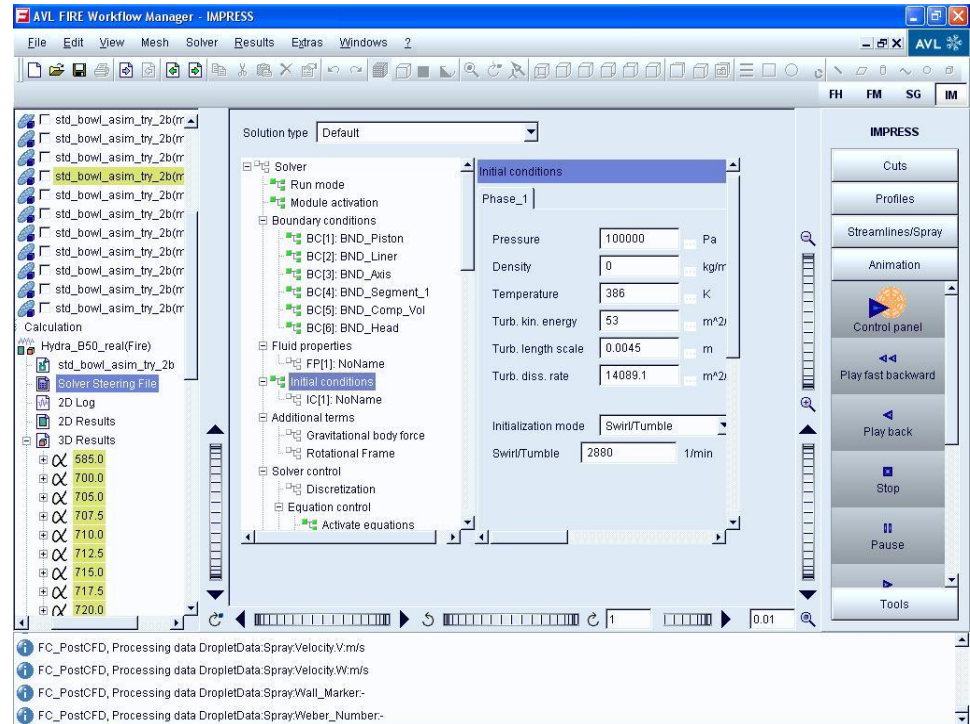 AVL FIRE Workflow Manager - IMPRESS
File Edit View Mesh Solver Results Extras Windows ?
AVL
FH FM SG IM
std_bowl_asim_try_2b(m
std_bowl_asim_try_2b(m
std_bowl_asim_try_2b(m
std_bowl_asim_try_2b(m
std_bowl_asim_try_2b(m
std_bowl_asim_try_2b(m
std_bowl_asim_try_2b(m
std_bowl_asim_try_2b(m
std_bowl_asim_try_2b(m
std_bowl_asim_try_2b(m
std_bowl_asim_try_2b(m
Calculation
Hydra_B50_real(Fire)
std_bowl_asim_try_2b
Solver Steering File
2D Log
2D Results
3D Results
α 585.0
α 700.0
α 705.0
α 707.5
α 710.0
α 712.5
α 715.0
α 717.5
α 720.0
Solution type Default
Solver
Run mode
Module activation
Boundary conditions
BC[1]: BND_Piston
BC[2]: BND_Liner
BC[3]: BND_Axis
BC[4]: BND_Segment_1
BC[5]: BND_Comp_Vol
BC[6]: BND_Head
Fluid properties
FP[1]: NoName
Initial conditions
IC[1]: NoName
Additional terms
Gravitational body force
Rotational Frame
Solver control
Discretization
Equation control
Activate equations
Initial conditions
Phase_1
Pressure 100000 ... Pa
Density 0 ... kg/m
Temperature 386 ... K
Turb. kin. energy 53 ... m^2/
Turb. length scale 0.0045 ... m
Turb. diss. rate 14089.1 ... m^2/
Initialization mode Swirl/Tumble
Swirl/Tumble 2880 1/min
1
0.01
IMPRESS
Cuts
Profiles
Streamlines/Spray
Animation
Control panel
Play fast backward
Play back
Stop
Pause
Tools
FC_PostCFD, Processing data DropletData:Spray:Velocity.V:m/s
FC_PostCFD, Processing data DropletData:Spray:Velocity.W:m/s
FC_PostCFD, Processing data DropletData:Spray:Wall_Marker:-
FC_PostCFD, Processing data DropletData:Spray:Weber_Number:-